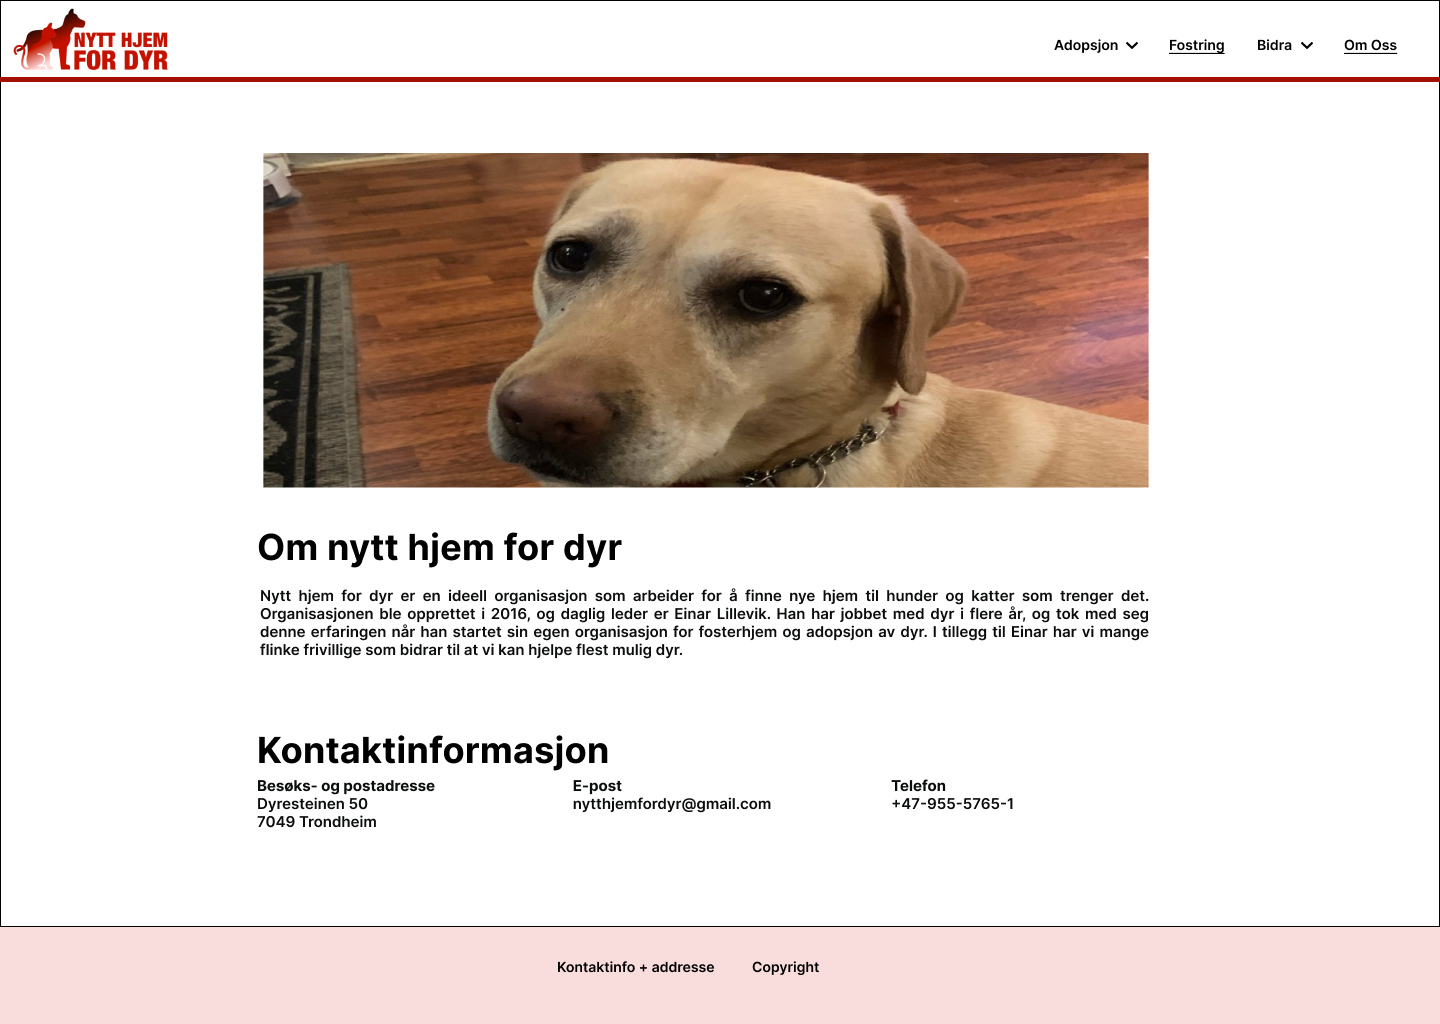 NYTT HJEM
FOR DYR
Adopsjon
Fostring
Bidra
Om Oss
Om nytt hjem for dyr
Nytt hjem for dyr er en ideell organisasjon som arbeider for å finne nye hjem til hunder og katter som trenger det.
Organisasjonen ble opprettet i 2016, og daglig leder er Einar Lillevik. Han har jobbet med dyr i flere år, og tok med seg
denne erfaringen når han startet sin egen organisasjon for fosterhjem og adopsjon av dyr. I tillegg til Einar har vi mange
flinke frivillige som bidrar til at vi kan hjelpe flest mulig dyr.
Kontaktinformasjon
Besøks- og postadresse
Dyresteinen 50
7049 Trondheim
E-post
nytthjemfordyr@gmail.com
Telefon
+47-955-5765-1
Kontaktinfo + addresse
Copyright